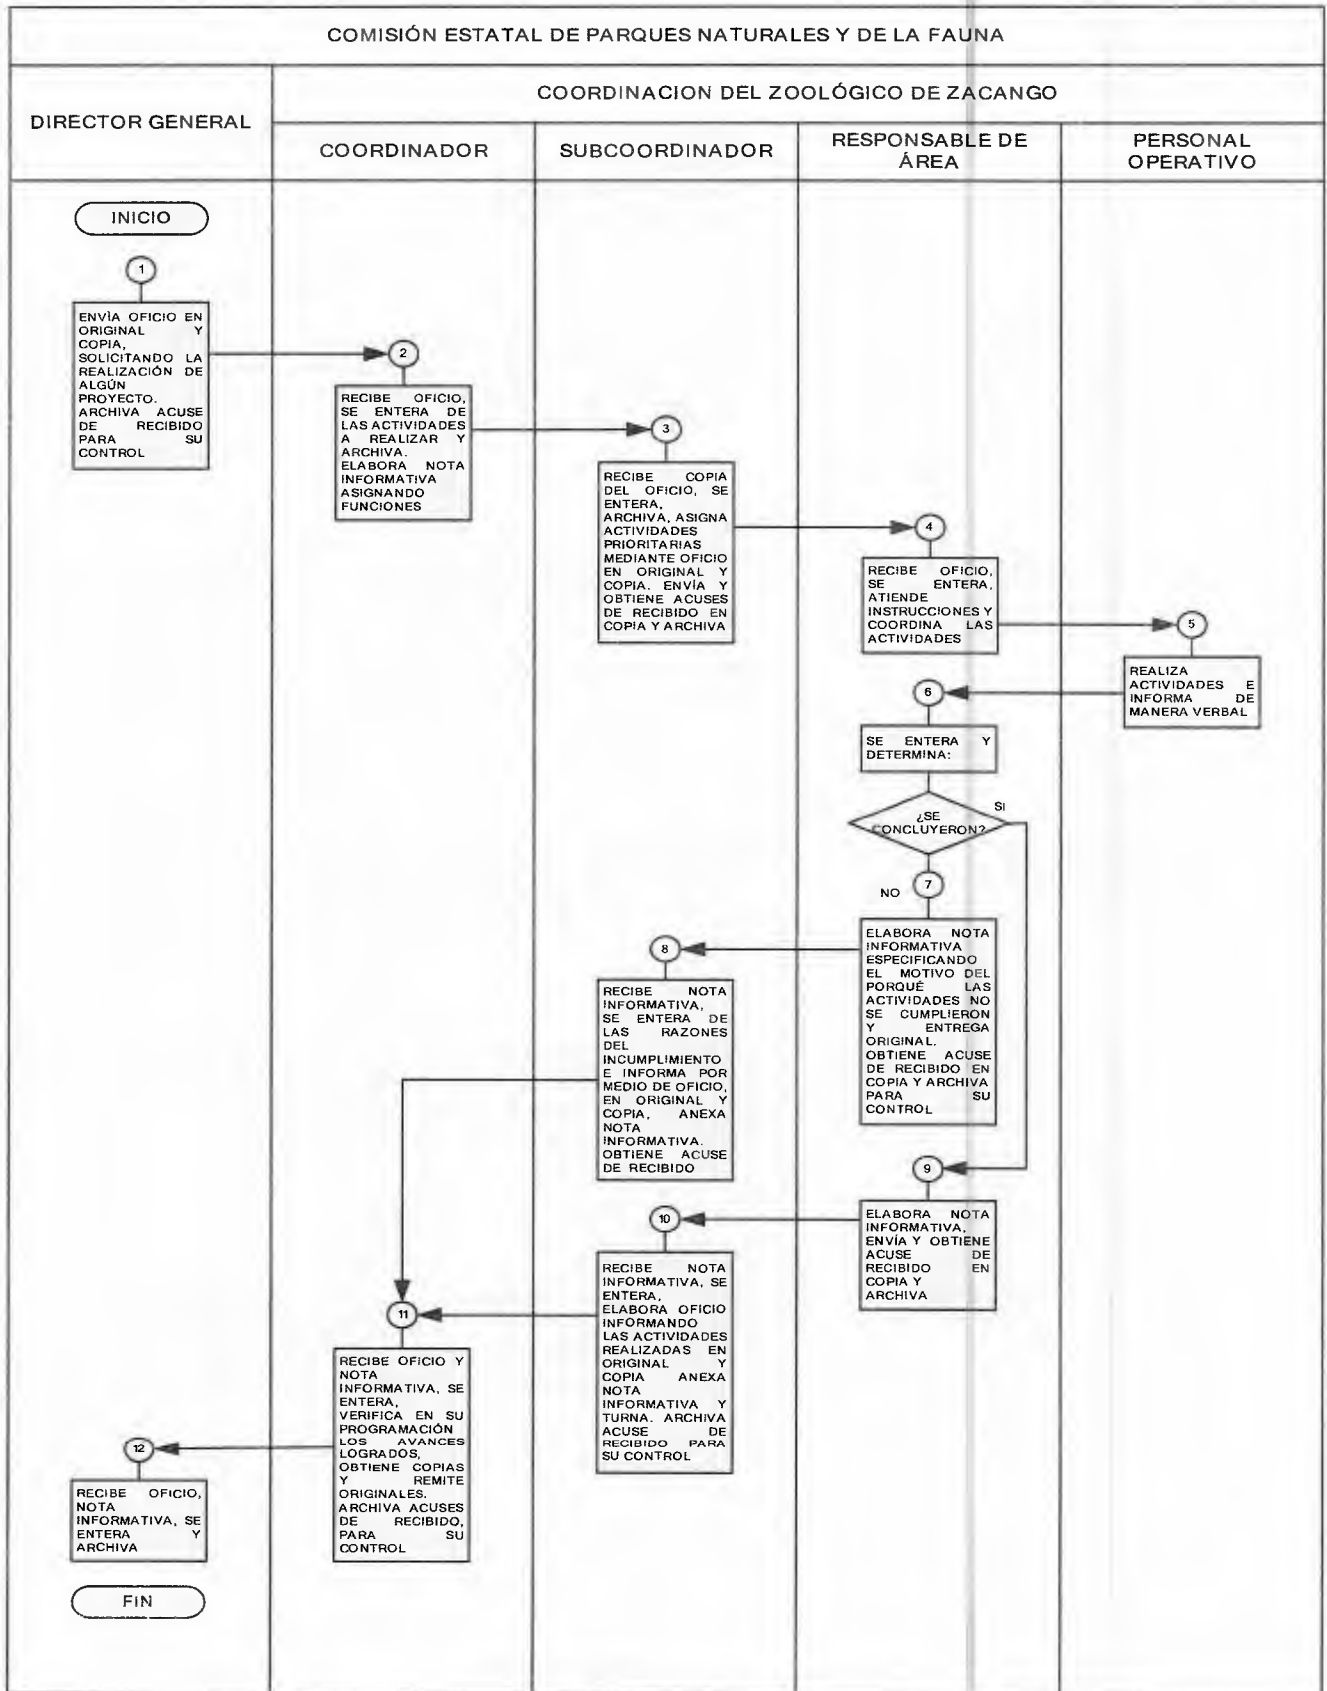 COMISIÓN ESTATAL DE PARQUES NATURALES Y DE LA FAUNA
DIRECTOR GENERAL
COORDINACION DEL ZOOLÓGICO DE ZACANGO
COORDINADOR
SUBCOORDINADOR
RESPONSABLE DE
ÁREA
PERSONAL
OPERATIVO
INICIO
1
ENVÌA OFICIO EN
ORIGINAL Y
COPIA,
SOLICITANDO LA
REALIZACIÓN DE
ALGÚN
PROYECTO.
ARCHIVA ACUSE
DE RECIBIDO
PARA SU
CONTROL
2
RECIBE OFICIO,
SE ENTERA DE
LAS ACTIVIDADES
A REALIZAR Y
ARCHIVA.
ELABORA NOTA
INFORMATIVA
ASIGNANDO
FUNCIONES
3
RECIBE COPIA
DEL OFICIO, SE
ENTERA,
ARCHIVA, ASIGNA
ACTIVIDADES
PRIORITARIAS
MEDIANTE OFICIO
EN ORIGINAL Y
COPIA. ENVÍA Y
OBTIENE ACUSES
DE RECIBIDO EN
COPIA Y ARCHIVA
4
RECIBE OFICIO,
SE ENTERA,
ATIENDE
INSTRUCCIONES Y
COORDINA LAS
ACTIVIDADES
5
REALIZA
ACTIVIDADES E
INFORMA DE
MANERA VERBAL
6
SE ENTERA Y
DETERMINA:
¿SE
CONCLUYERON?
SI
NO
7
ELABORA NOTA
INFORMATIVA
ESPECIFICANDO
EL MOTIVO DEL
PORQUÉ LAS
ACTIVIDADES NO
SE CUMPLIERON
Y ENTREGA
ORIGINAL.
OBTIENE ACUSE
DE RECIBIDO EN
COPIA Y ARCHIVA
PARA SU
CONTROL
8
RECIBE NOTA
INFORMATIVA,
SE ENTERA DE
LAS RAZONES
DEL
INCUMPLIMIENTO
E INFORMA POR
MEDIO DE OFICIO,
EN ORIGINAL Y
COPIA, ANEXA
NOTA
INFORMATIVA.
OBTIENE ACUSE
DE RECIBIDO
9
ELABORA NOTA
INFORMATIVA,
ENVÍA Y OBTIENE
ACUSE DE
RECIBIDO EN
COPIA Y
ARCHIVA
10
RECIBE NOTA
INFORMATIVA, SE
ENTERA,
ELABORA OFICIO
INFORMANDO
LAS ACTIVIDADES
REALIZADAS EN
ORIGINAL Y
COPIA ANEXA
NOTA
INFORMATIVA Y
TURNA. ARCHIVA
ACUSE DE
RECIBIDO PARA
SU CONTROL
11
RECIBE OFICIO Y
NOTA
INFORMATIVA, SE
ENTERA,
VERIFICA EN SU
PROGRAMACIÓN
LOS AVANCES
LOGRADOS,
OBTIENE COPIAS
Y REMITE
ORIGINALES.
ARCHIVA ACUSES
DE RECIBIDO,
PARA SU
CONTROL
12
RECIBE OFICIO,
NOTA
INFORMATIVA, SE
ENTERA Y
ARCHIVA
FIN